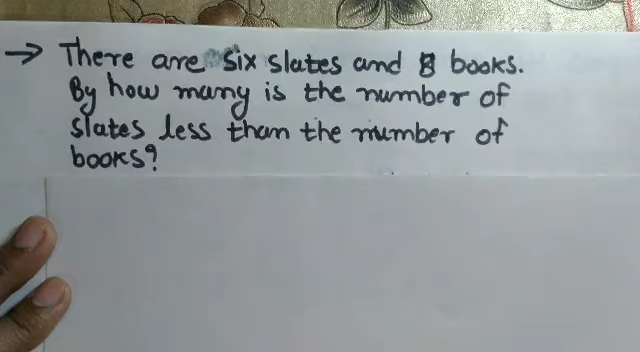 → There are six slates and 8 books.
By how many is the number of
slates less than the number of
books?